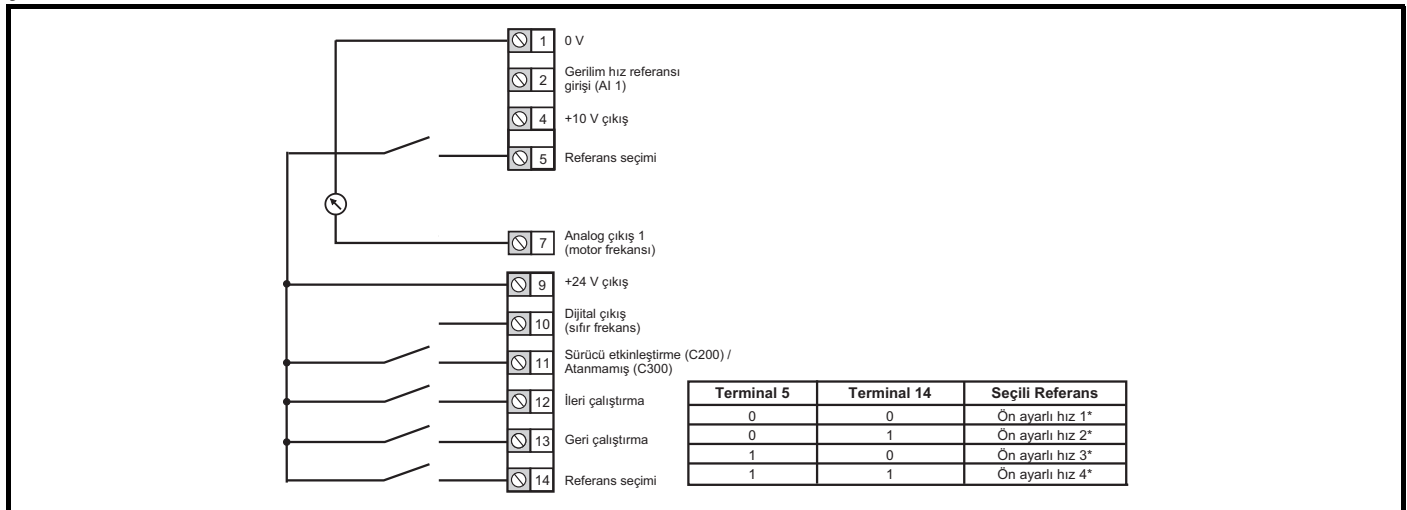 1 0 V
2 Gerilim hız referansı
girişi (AI 1)
4 +10 V çıkış
5 Referans seçimi
7 Analog çıkış 1
(motor frekansı)
9 +24 V çıkış
10 Dijital çıkış
(sıfır frekans)
11 Sürücü etkinleştirme (C200) /
Atanmamış (C300)
12 İleri çalıştırma
13 Geri çalıştırma
14 Referans seçimi
Terminal 5 Terminal 14 Seçili Referans
0 0 Ön ayarlı hız 1*
0 1 Ön ayarlı hız 2*
1 0 Ön ayarlı hız 3*
1 1 Ön ayarlı hız 4*